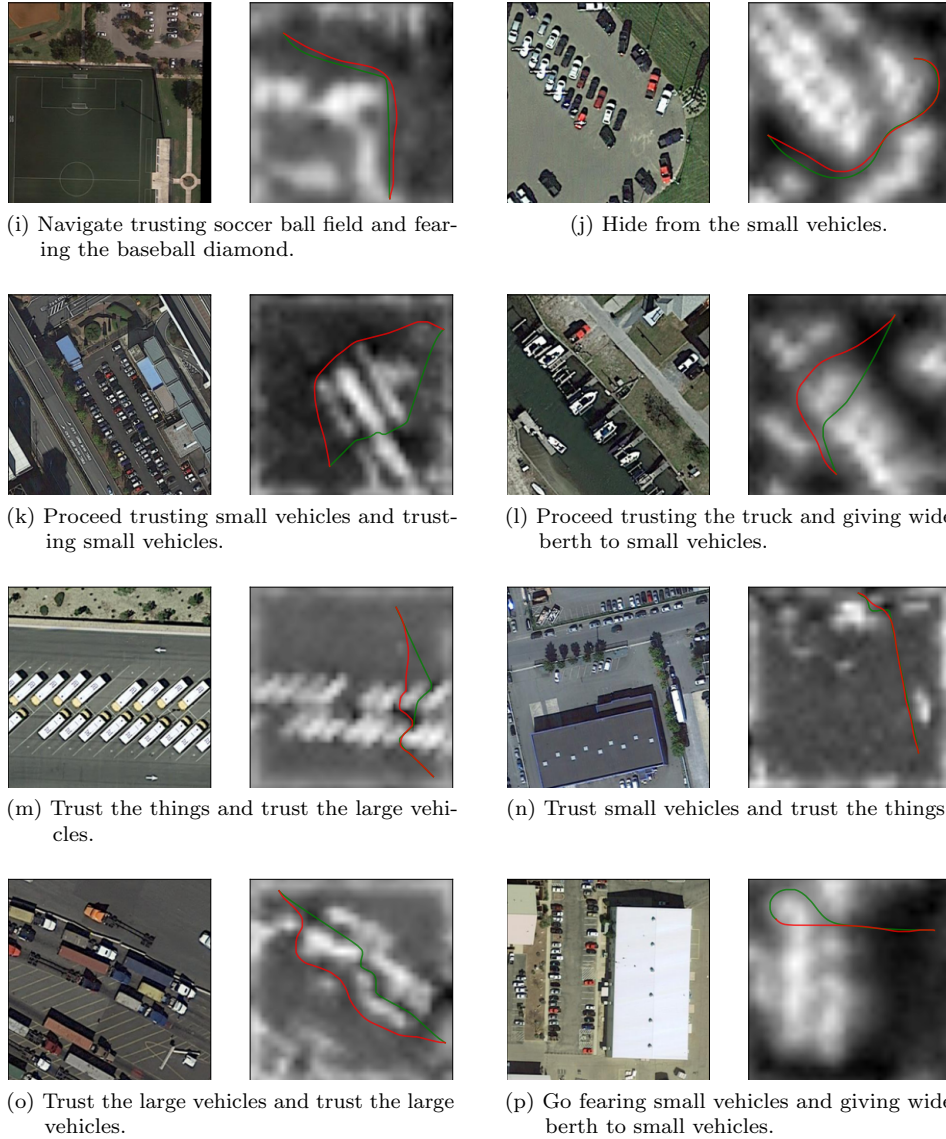 (i) Navigate trusting soccer ball field and fear-
ing the baseball diamond.
(j) Hide from the small vehicles.
(k) Proceed trusting small vehicles and trust-
ing small vehicles.
(l) Proceed trusting the truck and giving wide
berth to small vehicles.
(m) Trust the things and trust the large vehi-
cles.
(n) Trust small vehicles and trust the things
(o) Trust the large vehicles and trust the large
vehicles.
(p) Go fearing small vehicles and giving wide
berth to small vehicles.